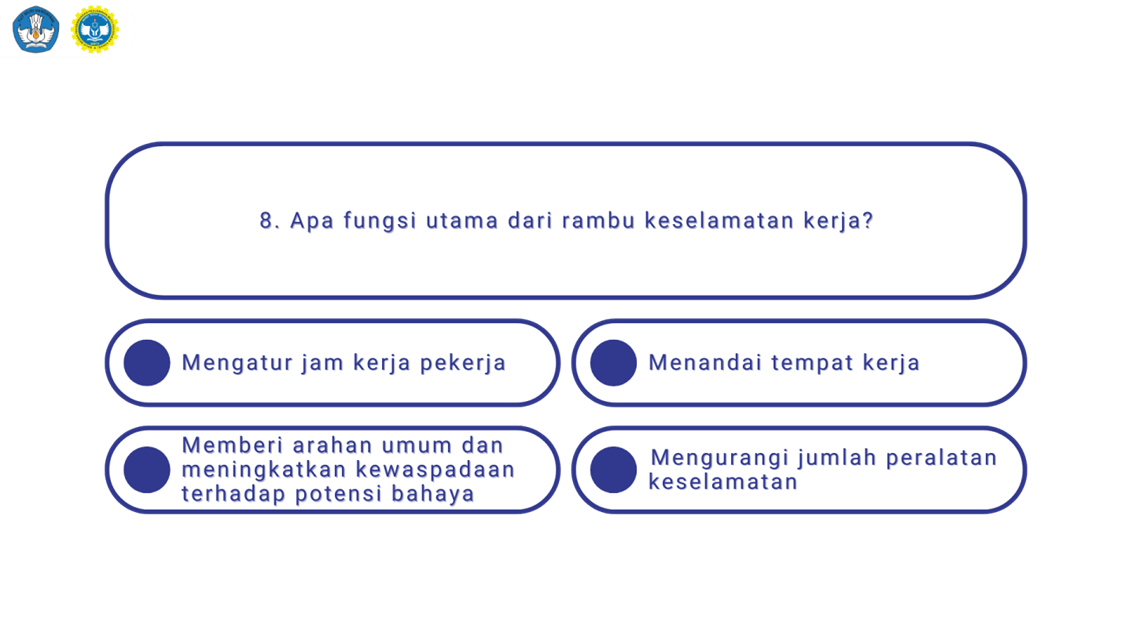 8. Apa fungsi utama dari rambu keselamatan kerja?
Mengatur jam kerja pekerja
Menandai tempat kerja
Memberi arahan umum dan
meningkatkan kewaspadaan
terhadap potensi bahaya
Mengurangi jumlah peralatan
keselamatan